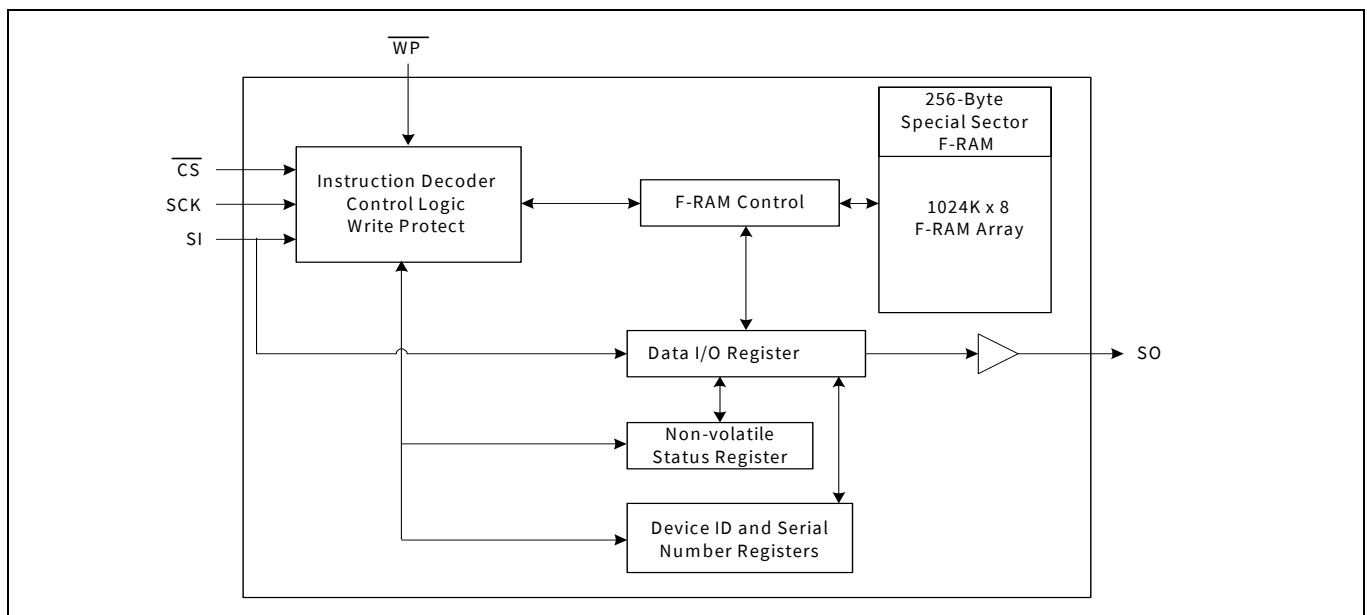 WP
256-Byte
Special Sector
F-RAM
CS
SCK
SI
Instruction Decoder
Control Logic
Write Protect
F-RAM Control
1024K x 8
F-RAM Array
Data I/O Register
SO
Non-volatile
Status Register
Device ID and Serial
Number Registers